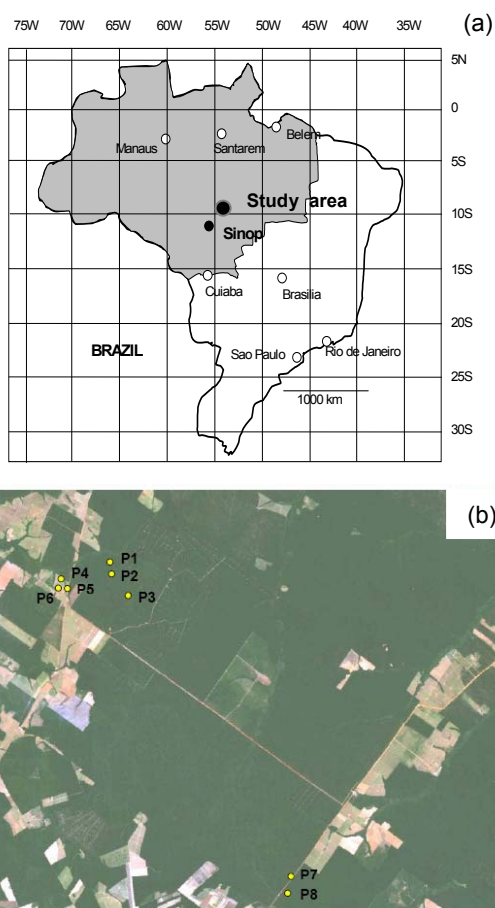 75W 70W 65W 60W 55W 50W 45W 35W (a)
5N
0
Manaus Santarem Belem
5S
Study area
10S
Sinop
15S
Cuiaba Brasilia
20S
BRAZIL Sao Paulo Rio de Janeiro
25S
1000 km
30S
(b)
P1
P4 P2
P6 P5 P3
P7
P8